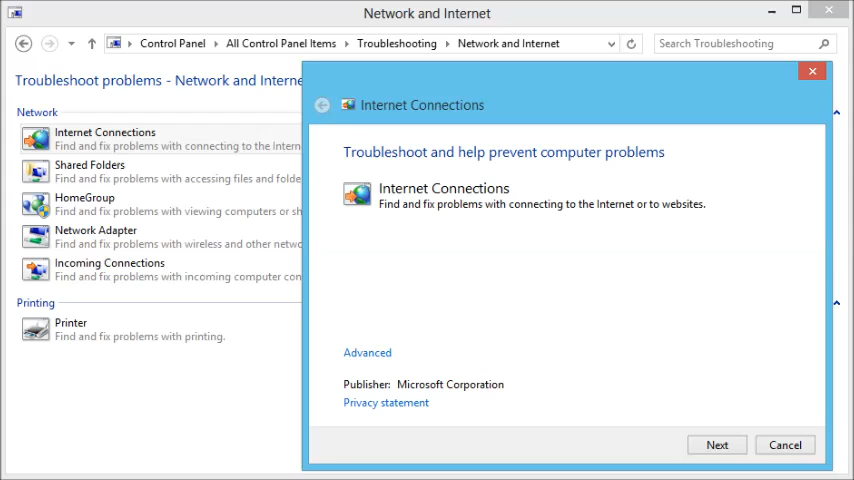 Network and Internet
Control Panel
All Control Panel Items
Troubleshooting
Network and Internet
Search Troubleshooting
Troubleshoot problems - Network and Interne
Network
Internet Connections
Find and fix problems with connecting to the Intern
Shared Folders
Find and fix problems with accessing files and folde
HomeGroup
Find and fix problems with viewing computers or sh
Network Adapter
Find and fix problems with wireless and other netwo
Incoming Connections
Find and fix problems with incoming computer con
Printing
Printer
Find and fix problems with printing.
Internet Connections
Troubleshoot and help prevent computer problems
Internet Connections
Find and fix problems with connecting to the Internet or to websites.
Advanced
Publisher: Microsoft Corporation
Privacy statement
Next
Cancel